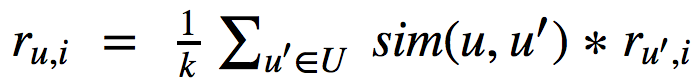 r_{u,i} = \frac{1}{k} \sum_{u' \in U} sim(u, u') * r_{u',i}